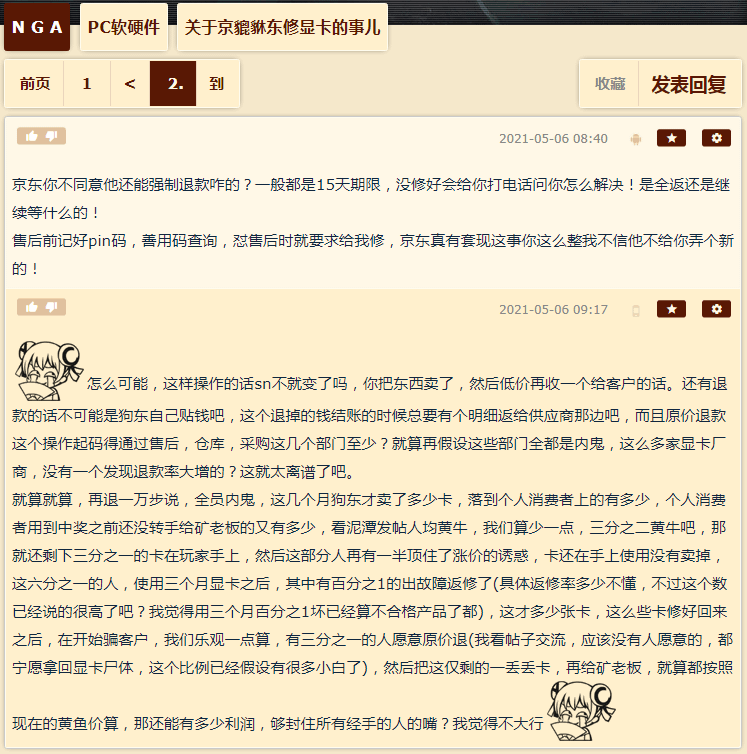 N G A PC软硬件 关于京貔貅东修显卡的事儿
前页 1 < 2. 到 收藏 发表回复
2021-05-06 08:40
京东你不同意他还能强制退款咋的？一般都是15天期限，没修好会给你打电话问你怎么解决！是全返还是继
续等什么的！
售后前记好pin码，善用码查询，怼售后时就要求给我修，京东真有套现这事你这么整我不信他不给你弄个新
的！
2021-05-06 09:17
怎么可能，这样操作的话sn不就变了吗，你把东西卖了，然后低价再收一个给客户的话。还有退
款的话不可能是狗东自己贴钱吧，这个退掉的钱结账的时候总要有个明细返给供应商那边吧，而且原价退款
这个操作起码得通过售后，仓库，采购这几个部门至少？就算再假设这些部门全都是内鬼，这么多家显卡厂
商，没有一个发现退款率大增的？这就太离谱了吧。
就算就算，再退一万步说，全员内鬼，这几个月狗东才卖了多少卡，落到个人消费者上的有多少，个人消费
者用到中奖之前还没转手给矿老板的又有多少，看泥潭发帖人均黄牛，我们算少一点，三分之二黄牛吧，那
就还剩下三分之一的卡在玩家手上，然后这部分人再有一半顶住了涨价的诱惑，卡还在手上使用没有卖掉，
这六分之一的人，使用三个月显卡之后，其中有百分之1的出故障返修了(具体返修率多少不懂，不过这个数
已经说的很高了吧？我觉得用三个月百分之1坏已经算不合格产品了都)，这才多少张卡，这么些卡修好回来
之后，在开始骗客户，我们乐观一点算，有三分之一的人愿意原价退(我看帖子交流，应该没有人愿意的，都
宁愿拿回显卡尸体，这个比例已经假设有很多小白了)，然后把这仅剩的一丢丢卡，再给矿老板，就算都按照
现在的黄鱼价算，那还能有多少利润，够封住所有经手的人的嘴？我觉得不大行